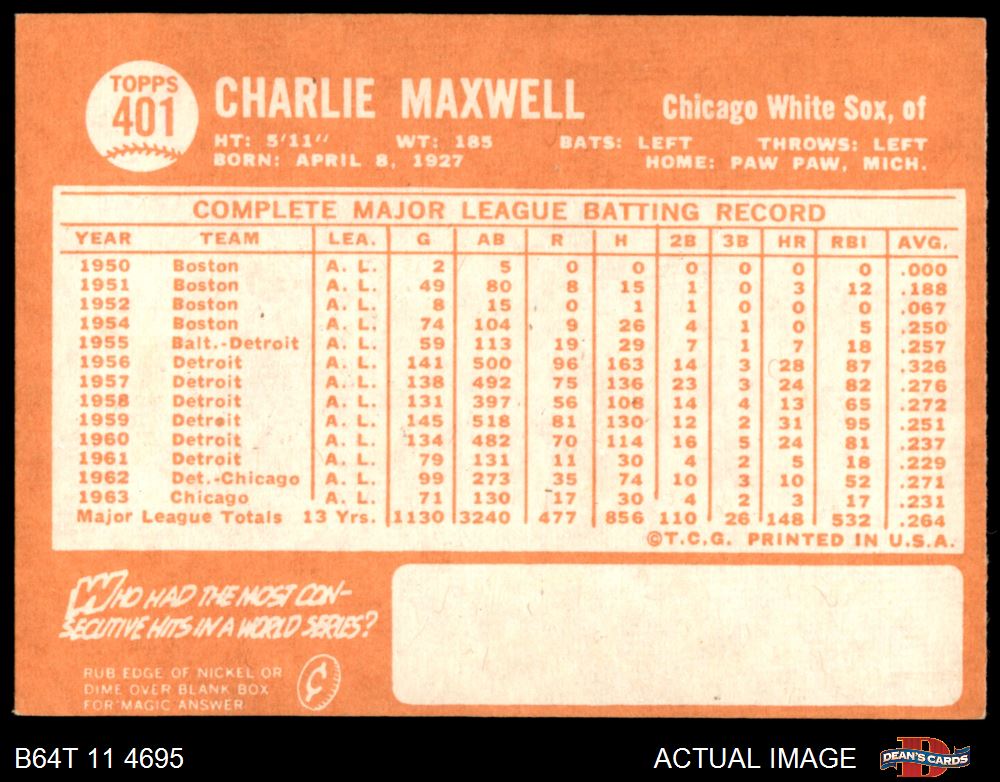 TOPPS
401
CHARLIE MAXWELL
Chicago White Sox, of
HT: 5'11" WT: 185 BATS: LEFT THROWS: LEFT
BORN: APRIL 8, 1927 HOME: PAW PAW, MICH.
COMPLETE MAJOR LEAGUE BATTING RECORD
YEAR TEAM LEA. G AB R H 2B 3B HR RBI AVG.
1950 Boston A. L. 2 5 0 0 0 0 0 0 .000
1951 Boston A. L. 49 80 8 15 1 0 3 12 .188
1952 Boston A. L. 8 15 0 1 1 0 0 0 .067
1954 Boston A. L. 74 104 9 26 4 1 0 5 .250
1955 Balt.-Detroit A. L. 59 113 19 29 7 1 7 18 .257
1956 Detroit A. L. 141 500 96 163 14 3 28 87 .326
1957 Detroit A. L. 138 492 75 136 23 3 24 82 .276
1958 Detroit A. L. 131 397 56 108 14 4 13 65 .272
1959 Detroit A. L. 145 518 81 130 12 2 31 95 .251
1960 Detroit A. L. 134 482 70 114 16 5 24 81 .237
1961 Detroit A. L. 79 131 11 30 4 2 5 18 .229
1962 Det.-Chicago A. L. 99 273 35 74 10 3 10 52 .271
1963 Chicago A. L. 71 130 17 30 4 2 3 17 .231
Major League Totals 13 Yrs. 1130 3240 477 856 110 26 148 532 .264
©T.C.G. PRINTED IN U.S.A.
WHO HAD THE MOST CON-
SECUTIVE HITS IN A WORLD SERIES?
RUB EDGE OF NICKEL OR
DIME OVER BLANK BOX
FOR MAGIC ANSWER
¢
B64T 11 4695
ACTUAL IMAGE
D
DEAN'S CARDS